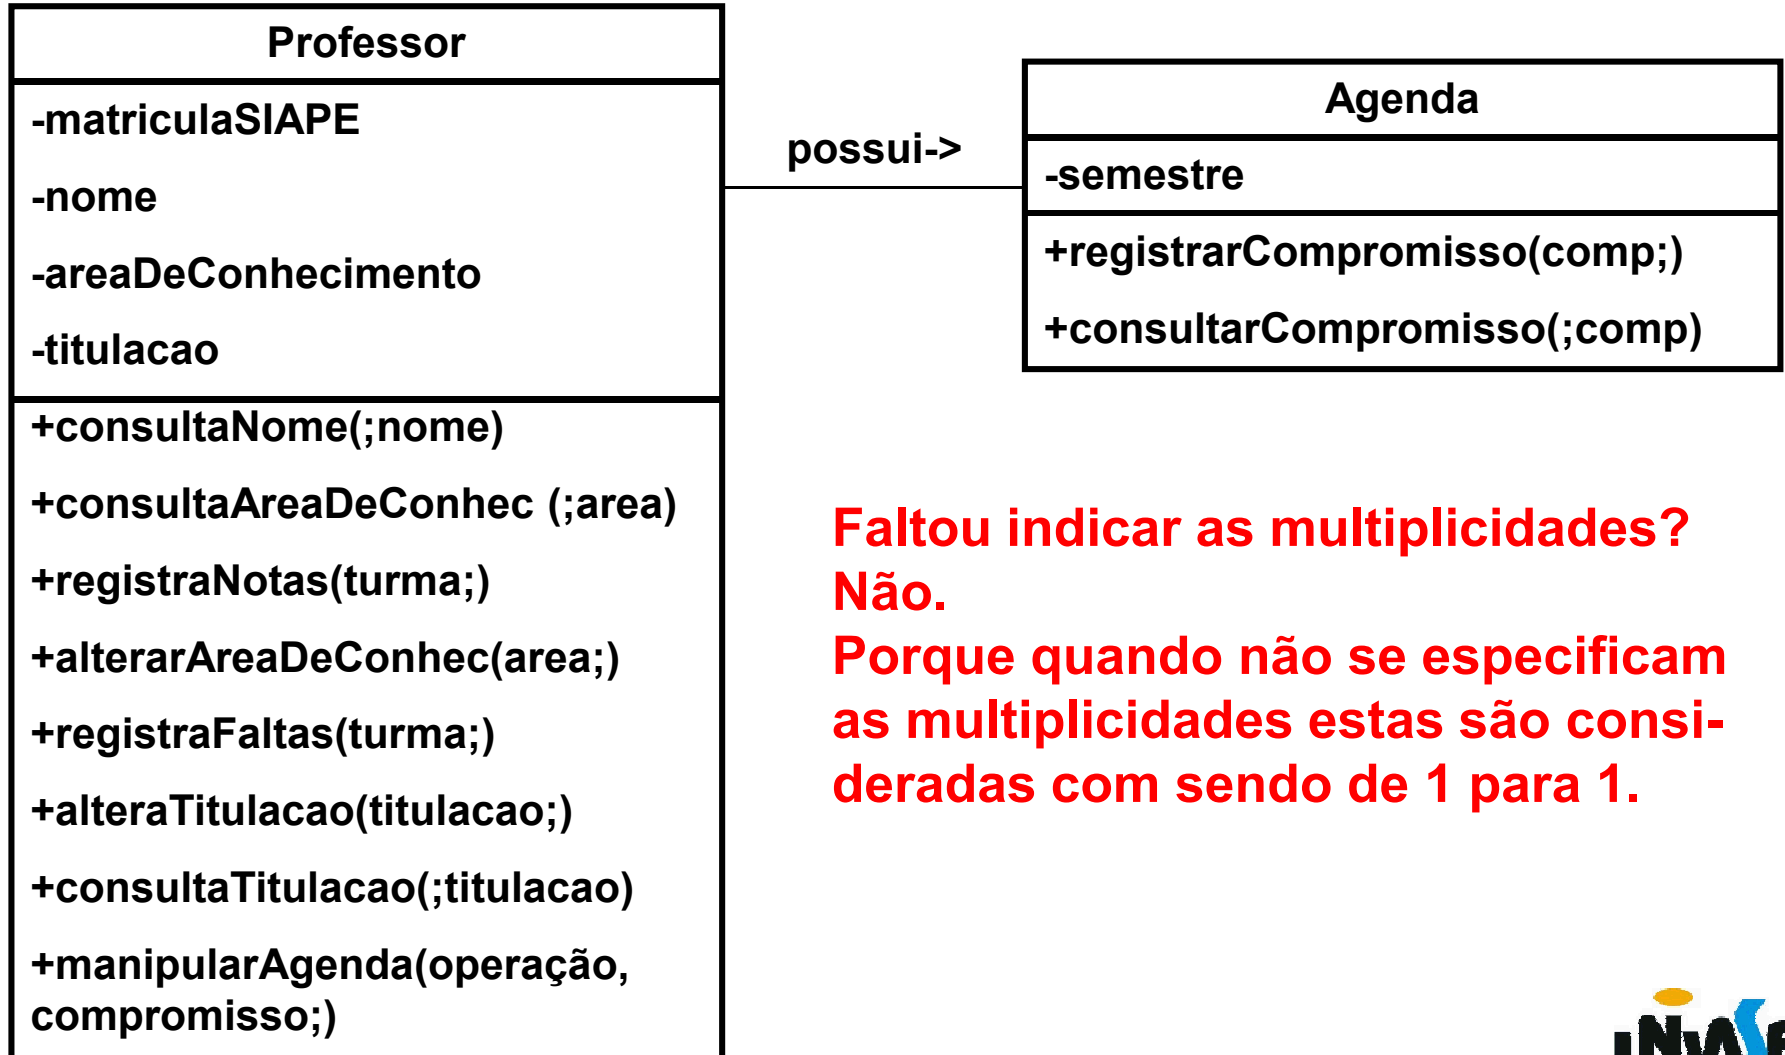 Professor
-matriculaSIAPE
-nome
-areaDeConhecimento
-titulacao
+consultaNome(;nome)
+consultaAreaDeConhec (;area)
+registraNotas(turma;)
+alterarAreaDeConhec(area;)
+registraFaltas(turma;)
+alteraTitulacao(titulacao;)
+consultaTitulacao(;titulacao)
+manipularAgenda(operação,
compromisso;)
possui->
Agenda
-semestre
+registrarCompromisso(comp;)
+consultarCompromisso(;comp)
Faltou indicar as multiplicidades?
Não.
Porque quando não se especificam
as multiplicidades estas são consi-
deradas com sendo de 1 para 1.